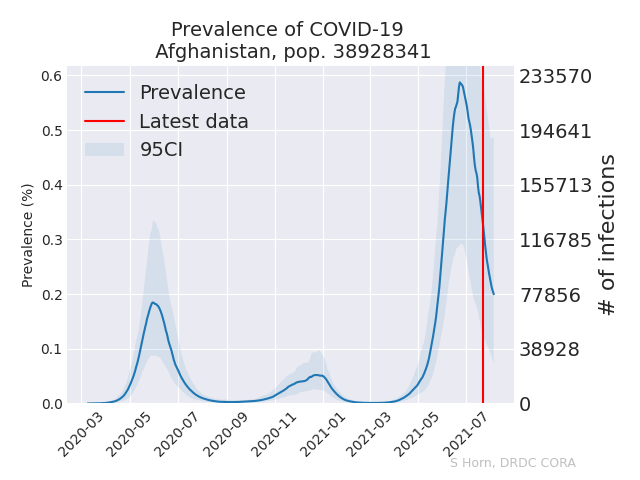 Prevalence of COVID-19
Afghanistan, pop. 38928341
Prevalence
Latest data
95CI
Prevalence (%)
0.6
0.5
0.4
0.3
0.2
0.1
0.0
233570
194641
155713
116785
77856
38928
0
# of infections
2020-03
2020-05
2020-07
2020-09
2020-11
2021-01
2021-03
2021-05
2021-07
S Horn, DRDC CORA